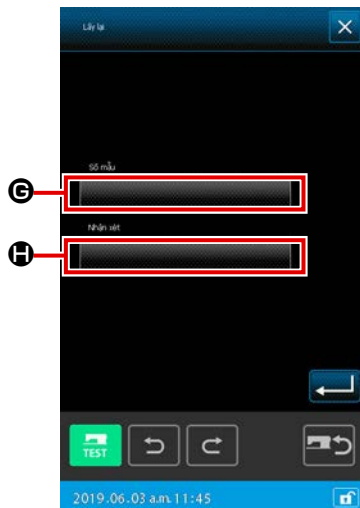 Lấy lại
Số mẫu
G
Nhận xét
H
TEST
2019.06.03 a.m. 11:45